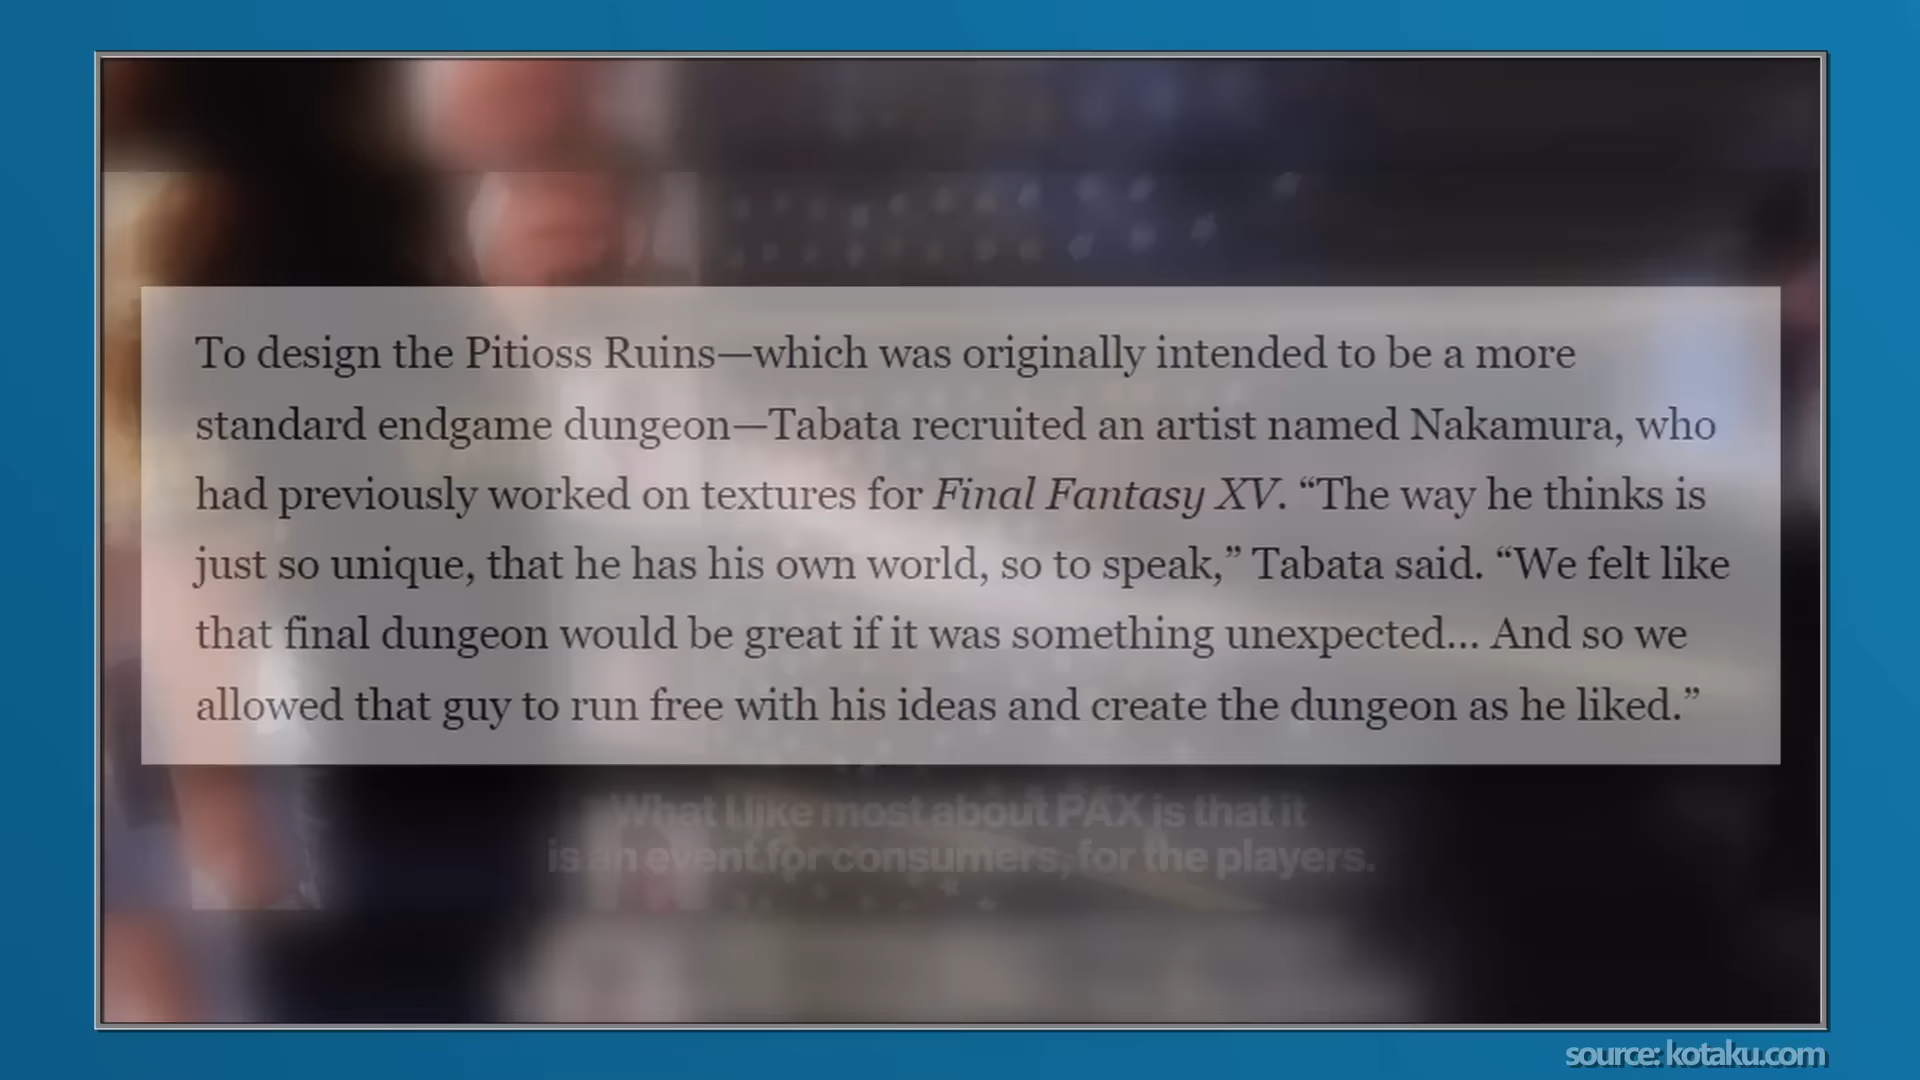 To design the Pitioss Ruins—which was originally intended to be a more
standard endgame dungeon—Tabata recruited an artist named Nakamura, who
had previously worked on textures for Final Fantasy XV. “The way he thinks is
just so unique, that he has his own world, so to speak,” Tabata said. “We felt like
that final dungeon would be great if it was something unexpected... And so we
allowed that guy to run free with his ideas and create the dungeon as he liked.”
What I like most about PAX is that it
is an event for consumers, for the players.
source: kotaku.com